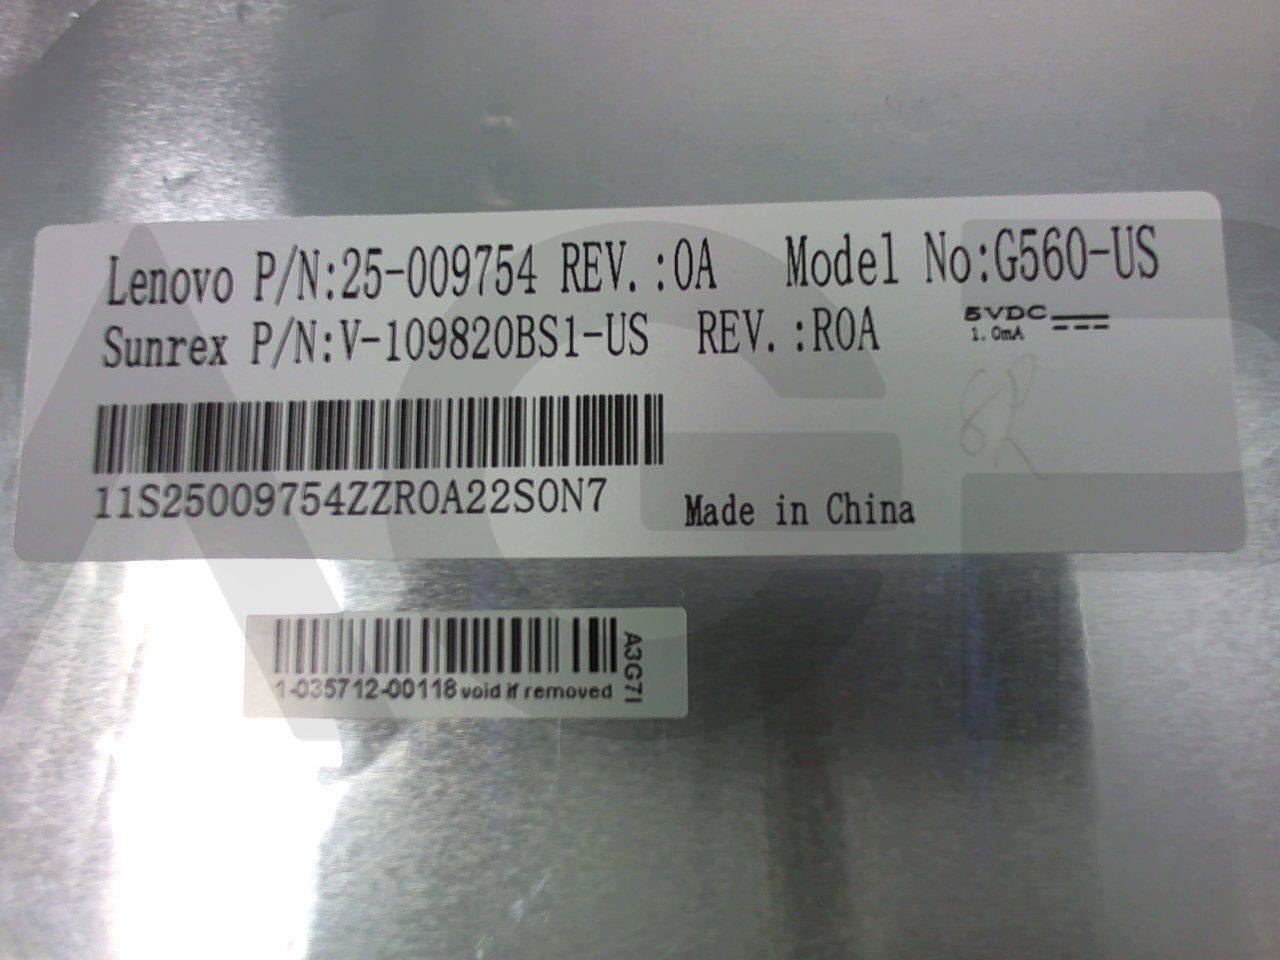 Lenovo P/N:25-009754 REV.:0A Model No:G560-US
Sunrex P/N:V-109820BS1-US REV.:R0A
5VDC
1.0mA
11S25009754ZZR0A22S0N7
Made in China
1-035712-00118 void if removed
A3G7I